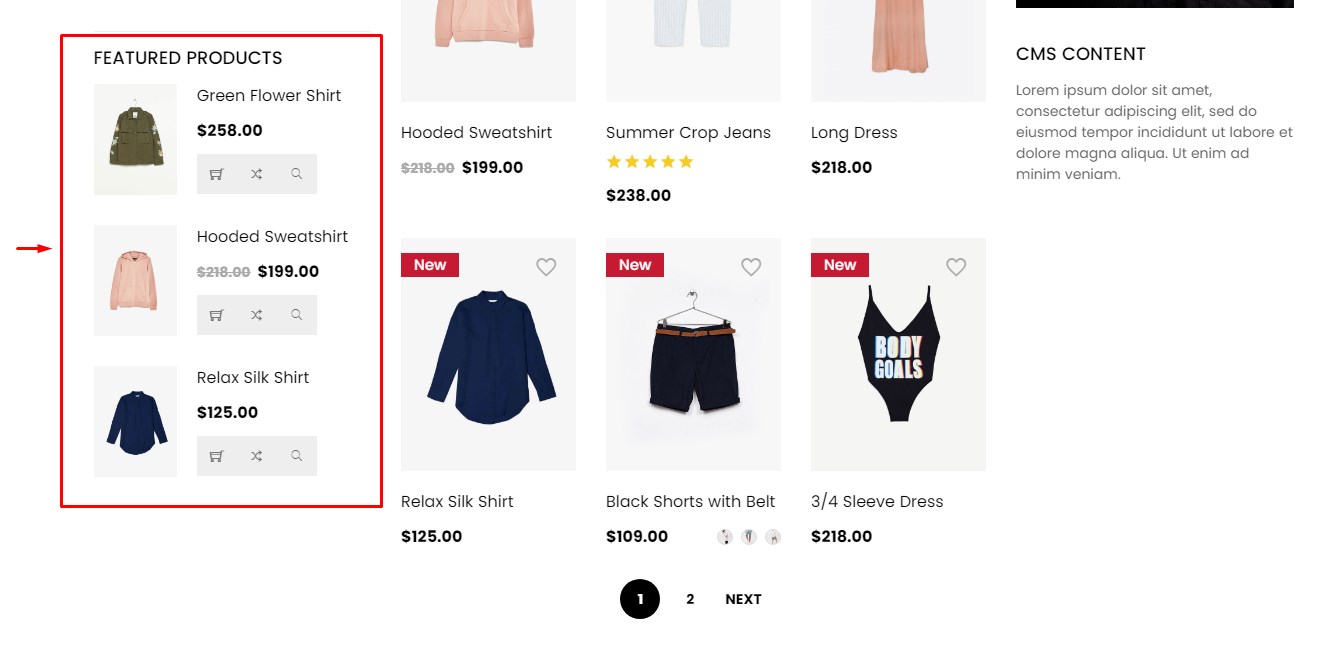 FEATURED PRODUCTS
Green Flower Shirt
$258.00
Hooded Sweatshirt
$218.00 $199.00
Relax Silk Shirt
$125.00
Hooded Sweatshirt
$218.00 $199.00
Summer Crop Jeans
$238.00
Long Dress
$218.00
New
Relax Silk Shirt
$125.00
New
Black Shorts with Belt
$109.00
New
BODY
GOALS
3/4 Sleeve Dress
$218.00
1 2 NEXT
CMS CONTENT
Lorem ipsum dolor sit amet,
consectetur adipiscing elit, sed do
eiusmod tempor incididunt ut labore et
dolore magna aliqua. Ut enim ad
minim veniam.